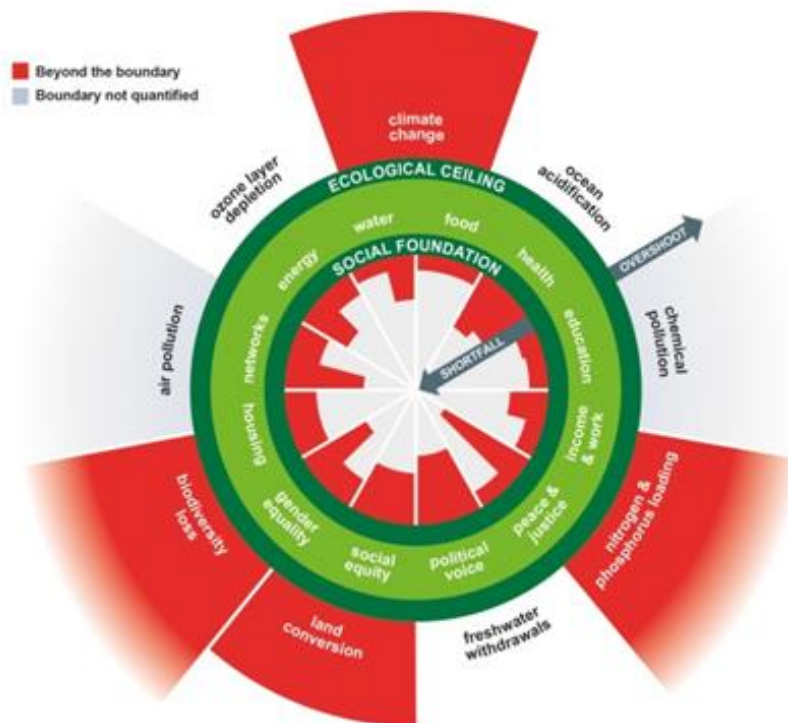 Beyond the boundary
Boundary not quantified
climate
change
ozone layer
depletion
ocean
acidification
ECOLOGICAL CEILING
water
food
energy
health
SOCIAL FOUNDATION
OVERSHOOT
SHORTFALL
air pollution
networks
education
chemical
pollution
housing
income
& work
biodiversity
loss
gender
equality
social
equity
political
voice
peace &
justice
nitrogen &
phosphorus loading
land
conversion
freshwater
withdrawals